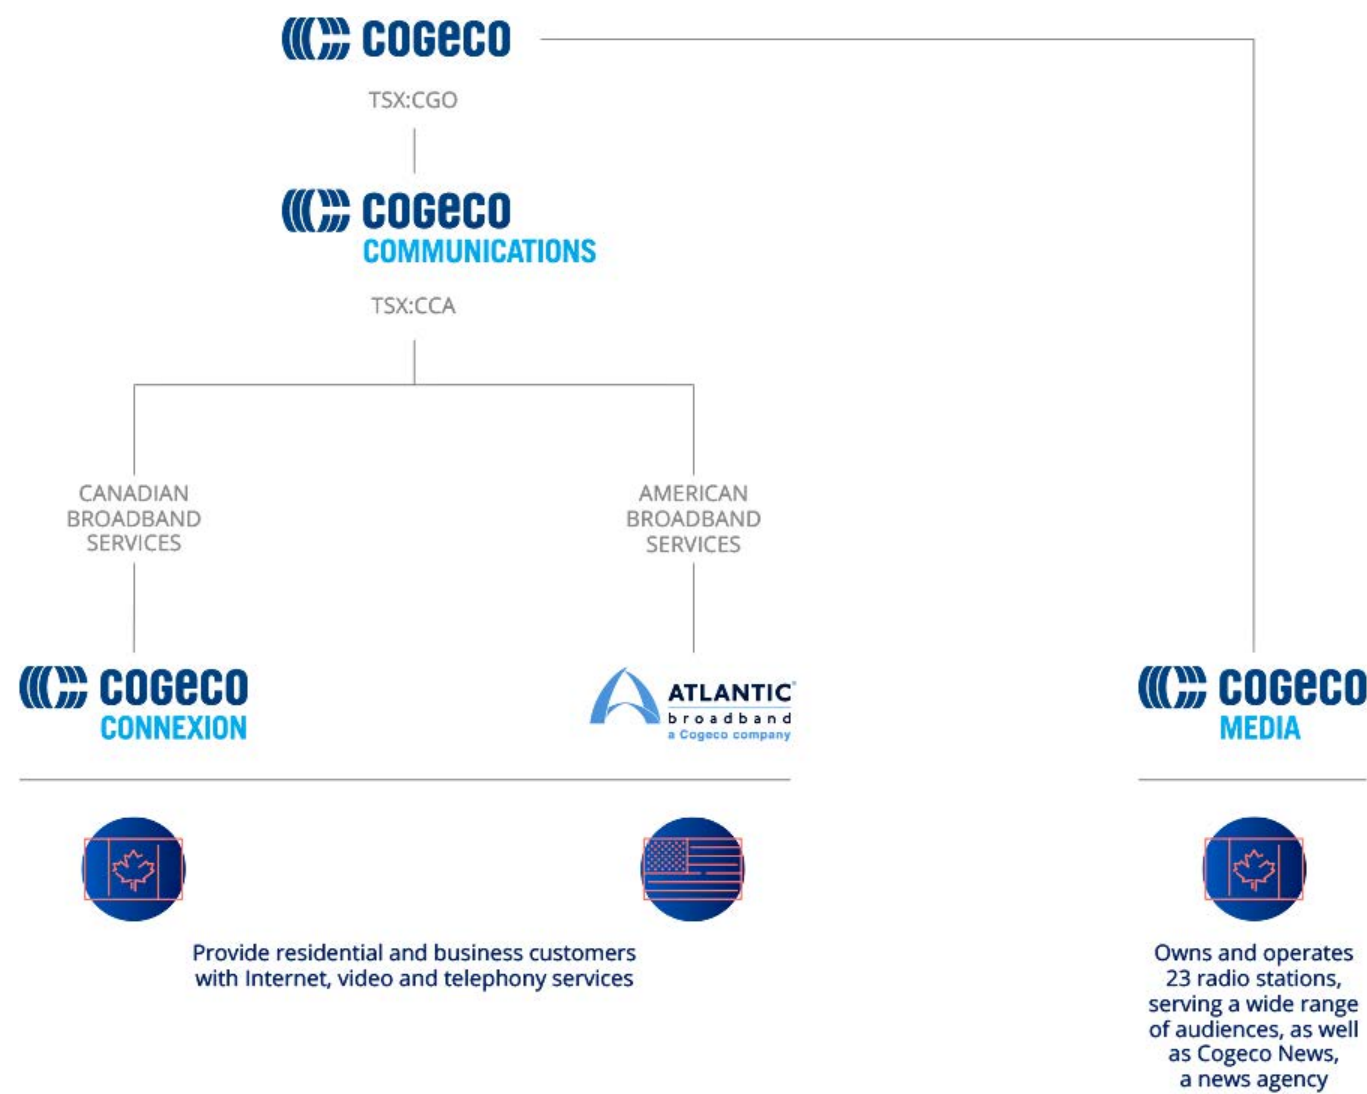 COGECO
TSX:CGO
COGECO
COMMUNICATIONS
TSX:CCA
CANADIAN
BROADBAND
SERVICES
AMERICAN
BROADBAND
SERVICES
COGECO
CONNEXION
ATLANTIC
broadband
a Cogeco company
COGECO
MEDIA
Provide residential and business customers
with Internet, video and telephony services
Owns and operates
23 radio stations,
serving a wide range
of audiences, as well
as Cogeco News,
a news agency